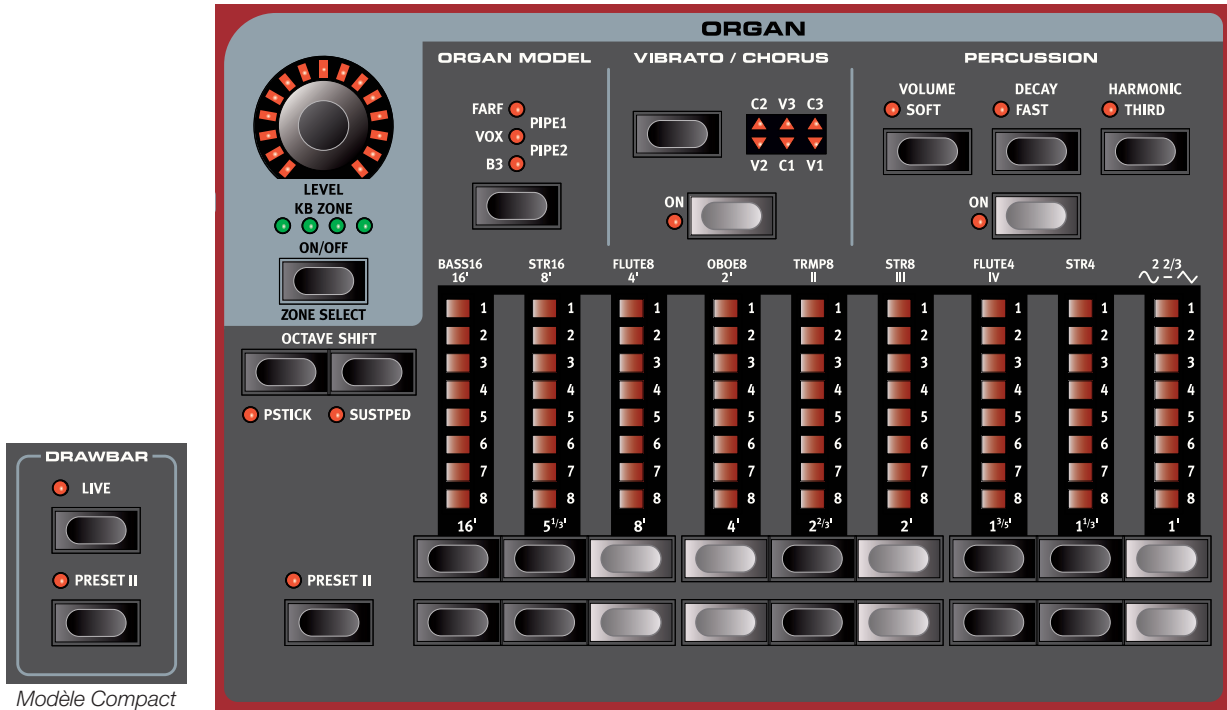 ORGAN
ORGAN MODEL
VIBRATO / CHORUS
PERCUSSION
VOLUME
SOFT
DECAY
FAST
HARMONIC
THIRD
FARF
PIPE1
VOX
PIPE2
B3
C2 V3 C3
V2 C1 V1
ON
ON
LEVEL
KB ZONE
ON/OFF
ZONE SELECT
OCTAVE SHIFT
PSTICK
SUSTPED
BASS16 STR16 FLUTE8 OBOE8 TRMP8 STR8 FLUTE4 STR4 2 2/3
16' 8' 4' 2' II III IV –
1 1 1 1 1 1 1 1 1
2 2 2 2 2 2 2 2 2
3 3 3 3 3 3 3 3 3
4 4 4 4 4 4 4 4 4
5 5 5 5 5 5 5 5 5
6 6 6 6 6 6 6 6 6
7 7 7 7 7 7 7 7 7
8 8 8 8 8 8 8 8 8
16' 5 1/3' 8' 4' 2 2/3' 2' 1 3/5' 1 1/3' 1'
PRESET II
DRAWBAR
LIVE
PRESET II
Modèle Compact